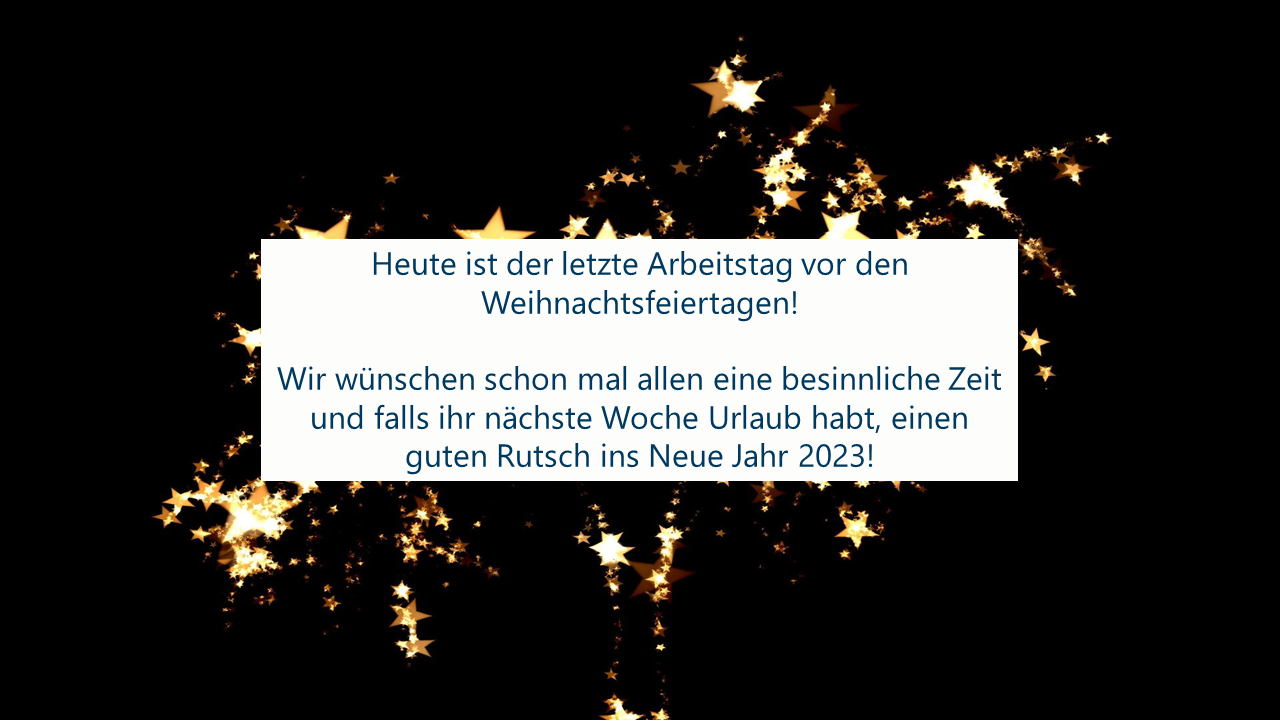 Heute ist der letzte Arbeitstag vor den
Weihnachtsfeiertagen!
Wir wünschen schon mal allen eine besinnliche Zeit
und falls ihr nächste Woche Urlaub habt, einen
guten Rutsch ins Neue Jahr 2023!